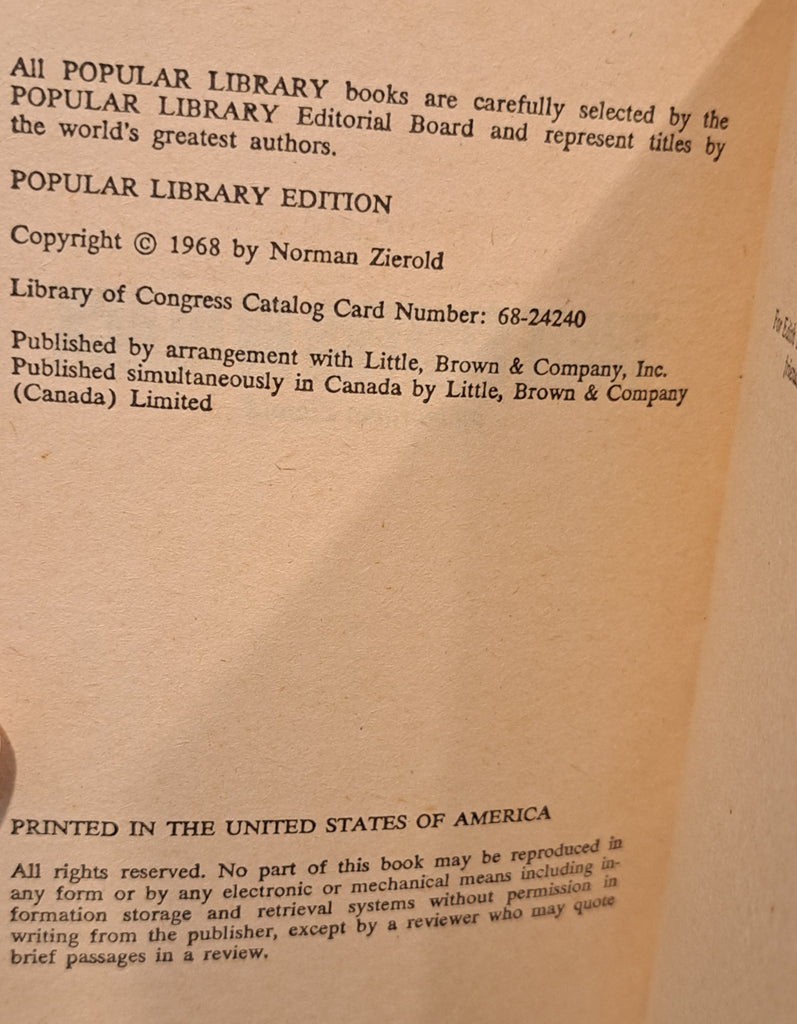 All POPULAR LIBRARY books are carefully selected by the
POPULAR LIBRARY Editorial Board and represent titles by
the world's greatest authors.
POPULAR LIBRARY EDITION
Copyright © 1968 by Norman Zierold
Library of Congress Catalog Card Number: 68-24240
Published by arrangement with Little, Brown & Company, Inc.
Published simultaneously in Canada by Little, Brown & Company
(Canada) Limited
PRINTED IN THE UNITED STATES OF AMERICA
All rights reserved. No part of this book may be reproduced in
any form or by any electronic or mechanical means including in-
formation storage and retrieval systems without permission in
writing from the publisher, except by a reviewer who may quote
brief passages in a review.
For